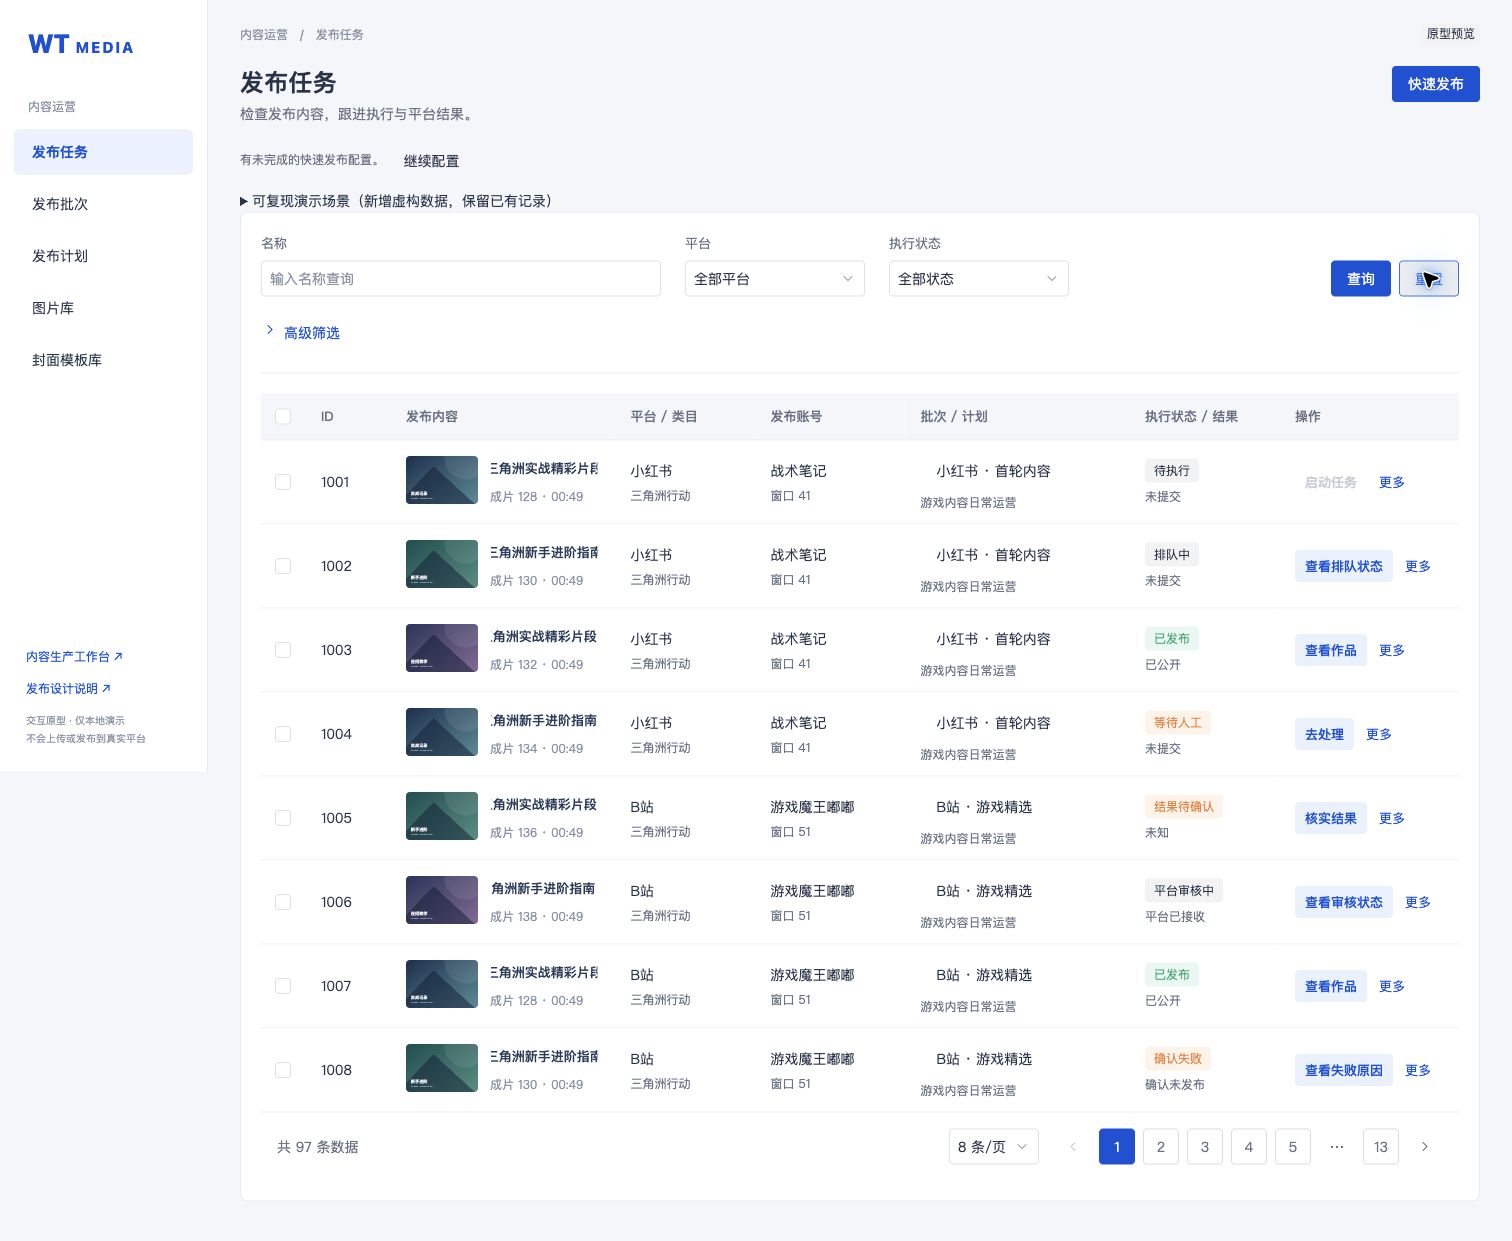 WT MEDIA
内容运营
发布任务
发布批次
发布计划
图片库
封面模板库
内容生产工作台 ↗
发布设计说明 ↗
交互原型 · 仅本地演示
不会上传或发布到真实平台
内容运营 / 发布任务
原型预览
发布任务
快速发布
检查发布内容，跟进执行与平台结果。
有未完成的快速发布配置。 继续配置
▶ 可复现演示场景（新增虚构数据，保留已有记录）
名称 平台 执行状态
输入名称查询 全部平台 全部状态 查询
高级筛选
ID 发布内容 平台 / 类目 发布账号 批次 / 计划 执行状态 / 结果 操作
1001 三角洲实战精彩片段 小红书 战术笔记 小红书 · 首轮内容 待执行 启动任务 更多
成片 128 · 00:49 三角洲行动 窗口 41 游戏内容日常运营 未提交
1002 三角洲新手进阶指南 小红书 战术笔记 小红书 · 首轮内容 排队中 查看排队状态 更多
成片 130 · 00:49 三角洲行动 窗口 41 游戏内容日常运营 未提交
1003 角洲实战精彩片段 小红书 战术笔记 小红书 · 首轮内容 已发布 查看作品 更多
成片 132 · 00:49 三角洲行动 窗口 41 游戏内容日常运营 已公开
1004 角洲新手进阶指南 小红书 战术笔记 小红书 · 首轮内容 等待人工 去处理 更多
成片 134 · 00:49 三角洲行动 窗口 41 游戏内容日常运营 未提交
1005 角洲实战精彩片段 B站 游戏魔王嘟嘟 B站 · 游戏精选 结果待确认 核实结果 更多
成片 136 · 00:49 三角洲行动 窗口 51 游戏内容日常运营 未知
1006 角洲新手进阶指南 B站 游戏魔王嘟嘟 B站 · 游戏精选 平台审核中 查看审核状态 更多
成片 138 · 00:49 三角洲行动 窗口 51 游戏内容日常运营 平台已接收
1007 三角洲实战精彩片段 B站 游戏魔王嘟嘟 B站 · 游戏精选 已发布 查看作品 更多
成片 128 · 00:49 三角洲行动 窗口 51 游戏内容日常运营 已公开
1008 三角洲新手进阶指南 B站 游戏魔王嘟嘟 B站 · 游戏精选 确认失败 查看失败原因 更多
成片 130 · 00:49 三角洲行动 窗口 51 游戏内容日常运营 确认未发布
共 97 条数据 8 条/页 1 2 3 4 5 ··· 13